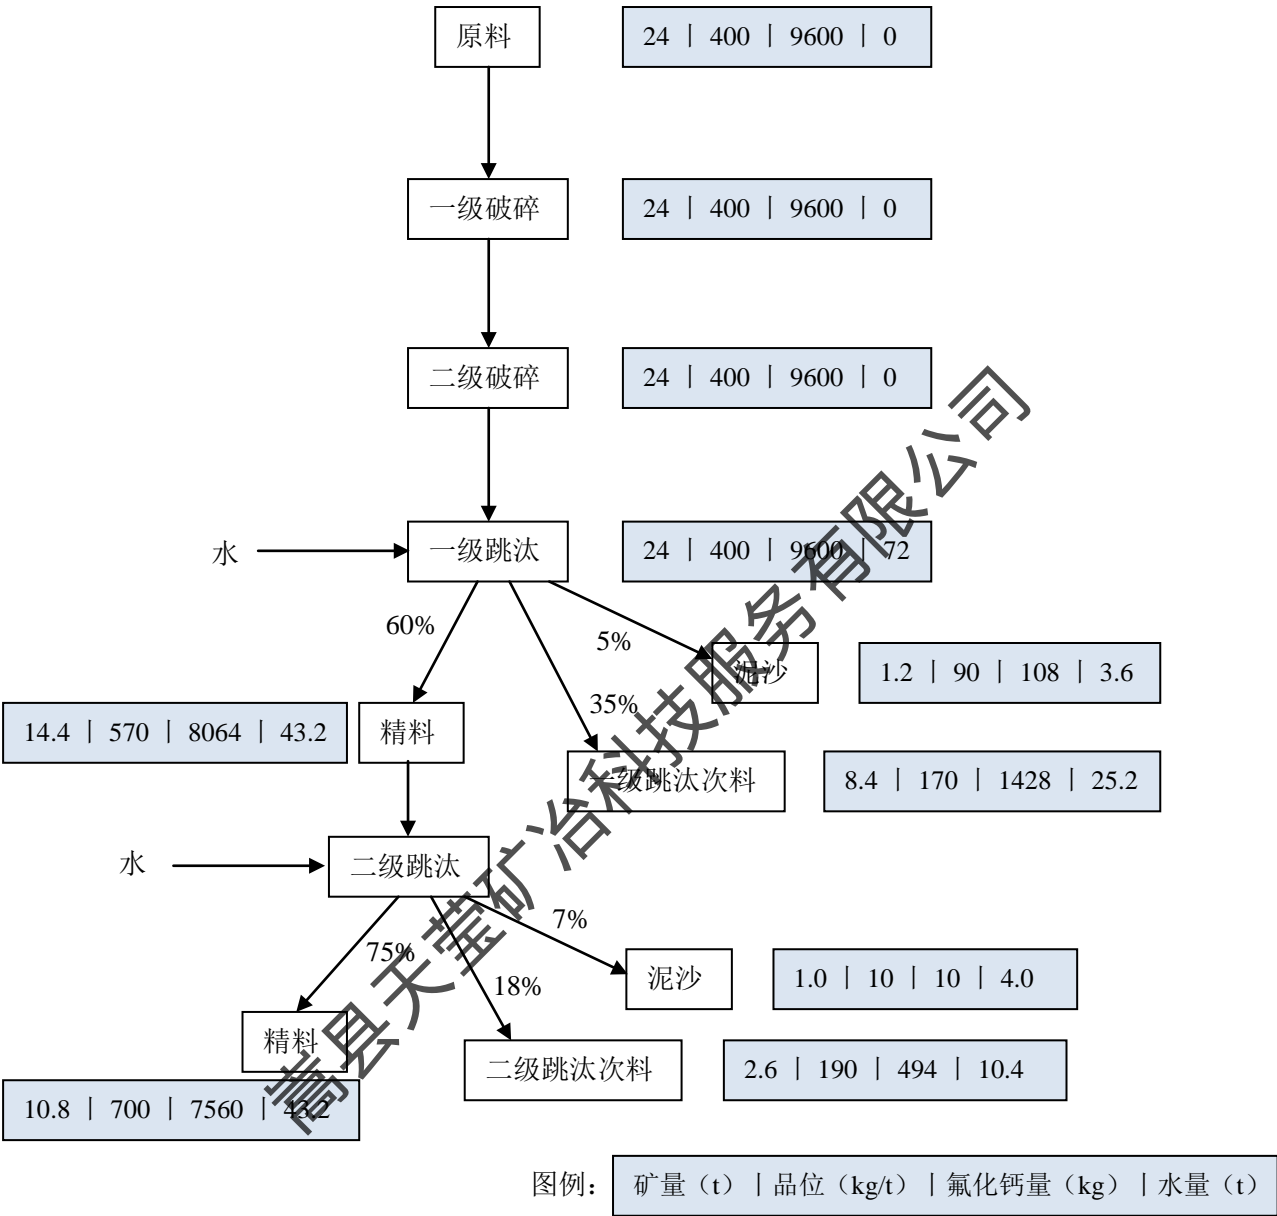 原料
24 | 400 | 9600 | 0
一级破碎
24 | 400 | 9600 | 0
二级破碎
24 | 400 | 9600 | 0
水
一级跳汰
24 | 400 | 9600 | 72
60%
5%
35%
泥沙
1.2 | 90 | 108 | 3.6
14.4 | 570 | 8064 | 43.2
精料
一级跳汰次料
8.4 | 170 | 1428 | 25.2
水
二级跳汰
75%
18%
7%
泥沙
1.0 | 10 | 10 | 4.0
精料
二级跳汰次料
2.6 | 190 | 494 | 10.4
10.8 | 700 | 7560 | 43.2
图例：
矿量（t）|品位（kg/t）|氟化钙量（kg）|水量（t）
嵩县天莹矿冶科技服务有限公司